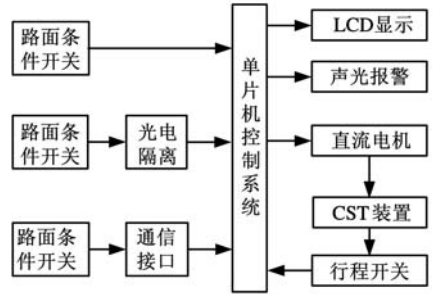 路面条
件开关
路面条
件开关
光电
隔离
路面条
件开关
通信
接口
单
片
机
控
制
系
统
LCD显示
声光报警
直流电机
CST装置
行程开关